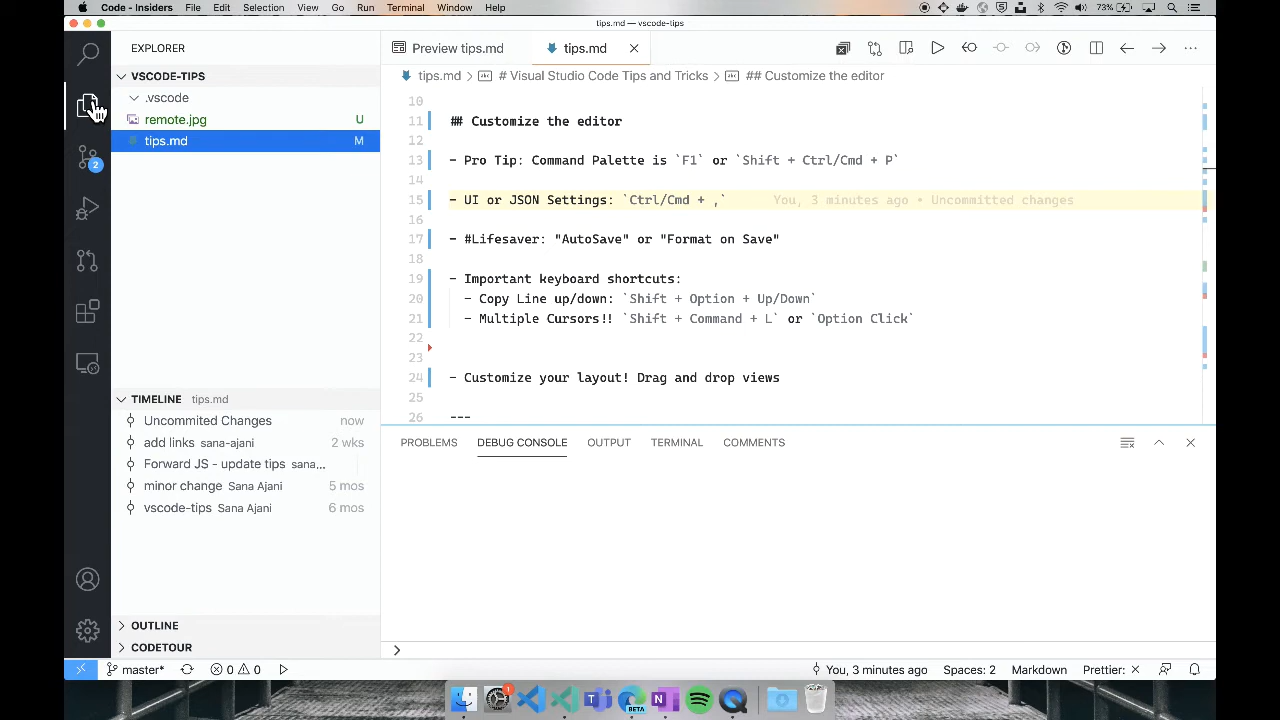 Code - Insiders File Edit Selection View Go Run Terminal Window Help 73%
tips.md — vscode-tips
EXPLORER
VSCODE-TIPS
.vscode
remote.jpg U
tips.md M
2
TIMELINE tips.md
Uncommited Changes now
add links sana-ajani 2 wks
Forward JS - update tips sana...
minor change Sana Ajani 5 mos
vscode-tips Sana Ajani 6 mos
OUTLINE
CODETOUR
Preview tips.md tips.md
tips.md > # Visual Studio Code Tips and Tricks > ## Customize the editor
10
11 ## Customize the editor
12
13 - Pro Tip: Command Palette is `F1` or `Shift + Ctrl/Cmd + P`
14
15 - UI or JSON Settings: `Ctrl/Cmd + ,` You, 3 minutes ago • Uncommitted changes
16
17 - #Lifesaver: "AutoSave" or "Format on Save"
18
19 - Important keyboard shortcuts:
20 - Copy Line up/down: `Shift + Option + Up/Down`
21 - Multiple Cursors!! `Shift + Command + L` or `Option Click`
22
23
24 - Customize your layout! Drag and drop views
25
26 ---
PROBLEMS DEBUG CONSOLE OUTPUT TERMINAL COMMENTS
master* 0 0 You, 3 minutes ago Spaces: 2 Markdown Prettier: ×
1
BETA